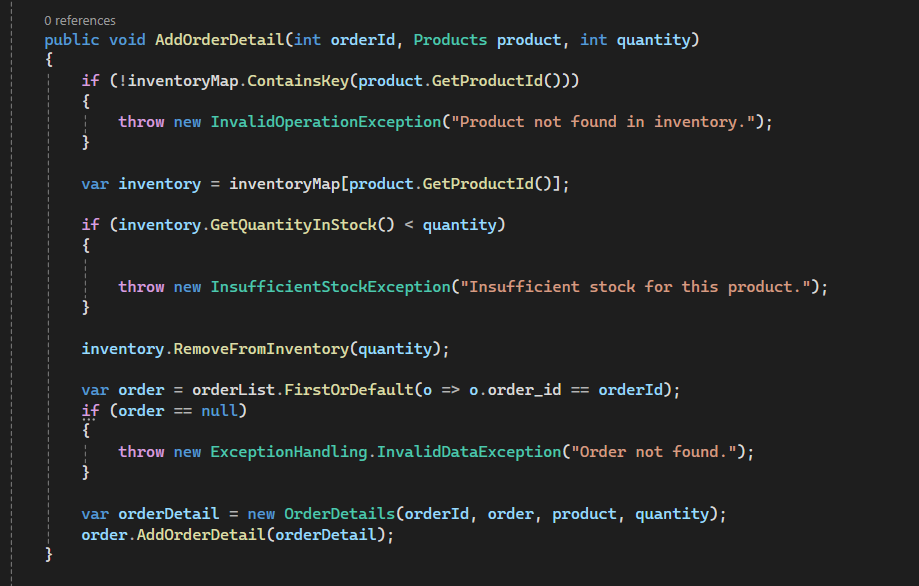 0 references
public void AddOrderDetail(int orderId, Products product, int quantity)
{
if (!inventoryMap.ContainsKey(product.GetProductId()))
{
throw new InvalidOperationException("Product not found in inventory.");
}
var inventory = inventoryMap[product.GetProductId()];
if (inventory.GetQuantityInStock() < quantity)
{
throw new InsufficientStockException("Insufficient stock for this product.");
}
inventory.RemoveFromInventory(quantity);
var order = orderList.FirstOrDefault(o => o.order_id == orderId);
if (order == null)
{
throw new ExceptionHandling.InvalidDataException("Order not found.");
}
var orderDetail = new OrderDetails(orderId, order, product, quantity);
order.AddOrderDetail(orderDetail);
}